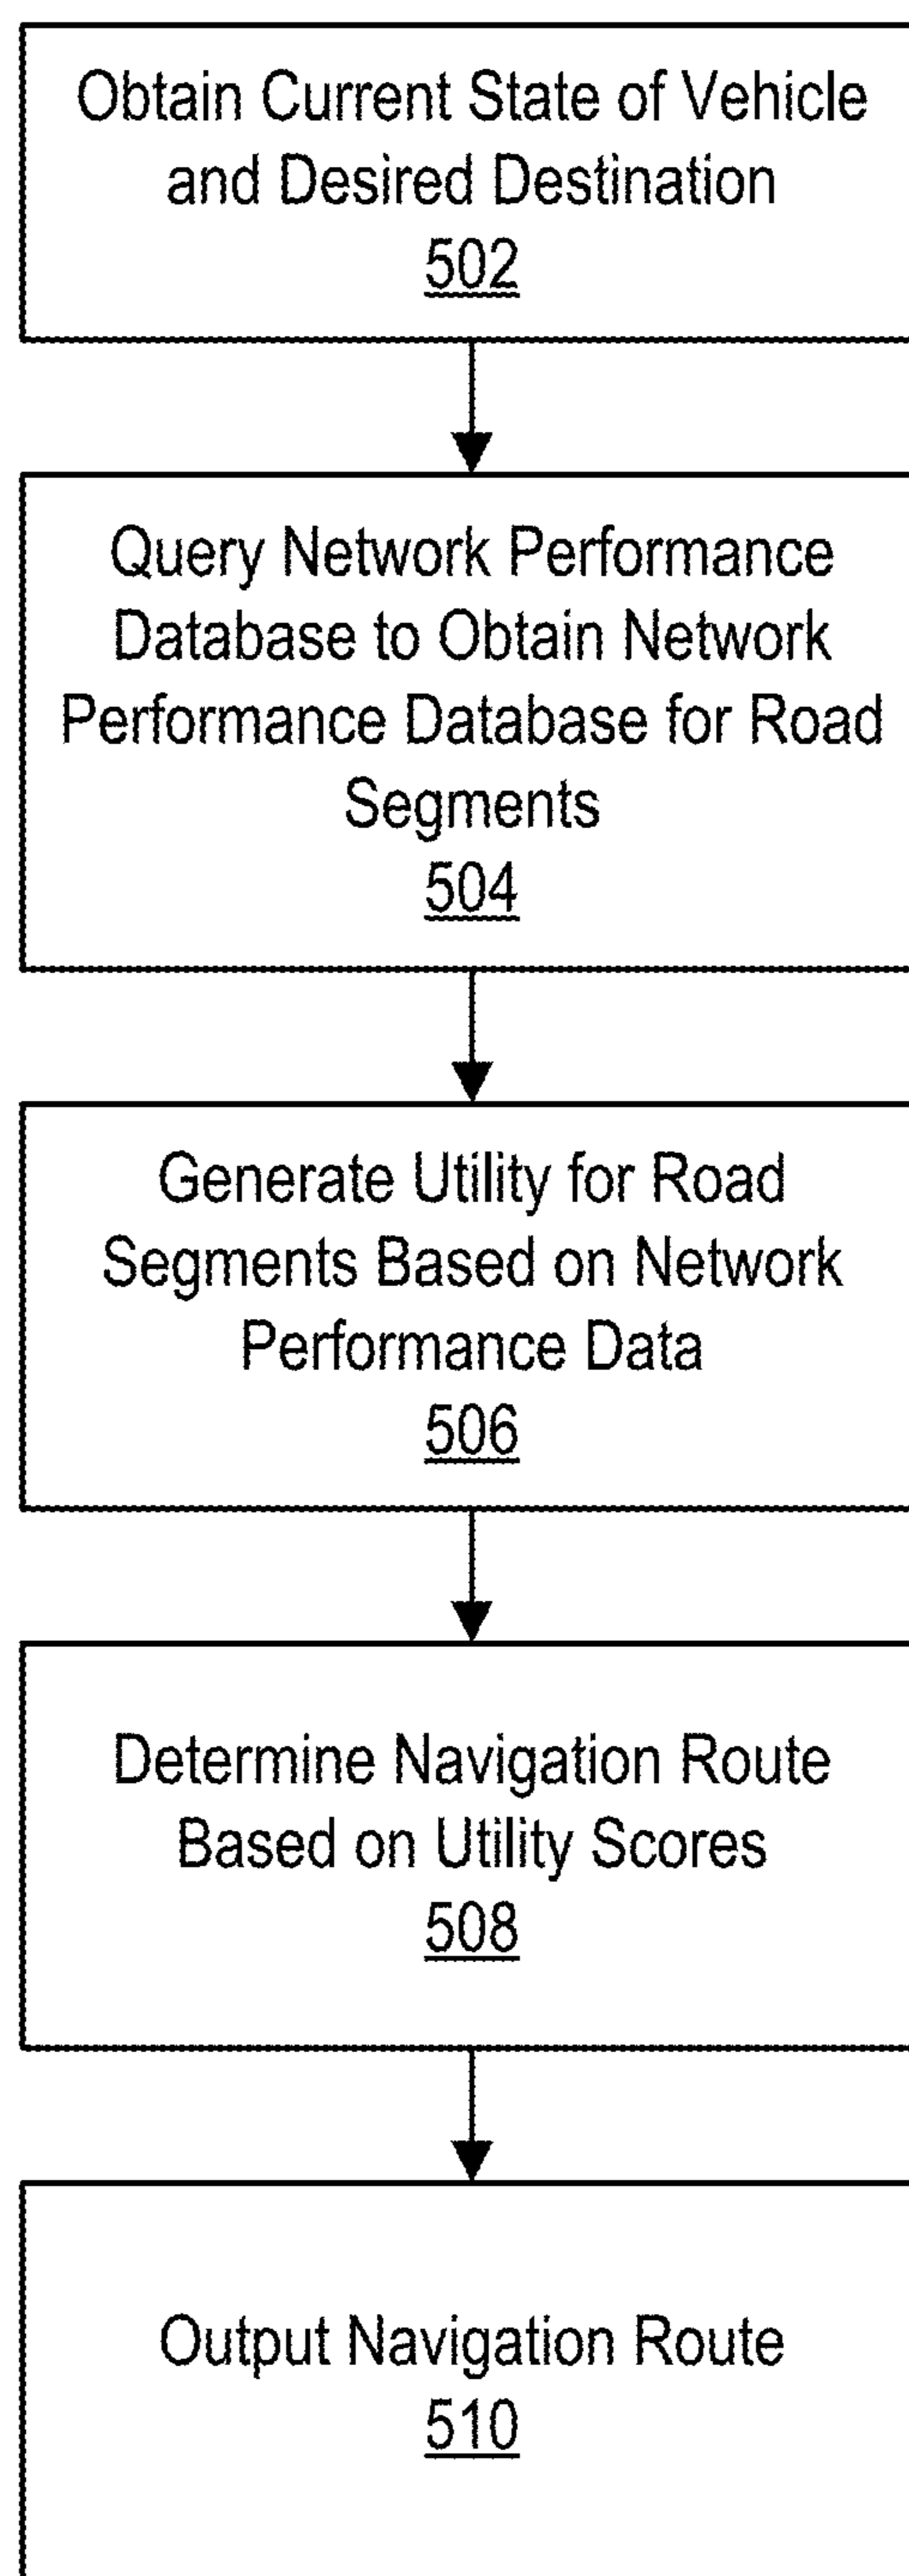 Obtain Current State of Vehicle
and Desired Destination
502
Query Network Performance
Database to Obtain Network
Performance Database for Road
Segments
504
Generate Utility for Road
Segments Based on Network
Performance Data
506
Determine Navigation Route
Based on Utility Scores
508
Output Navigation Route
510